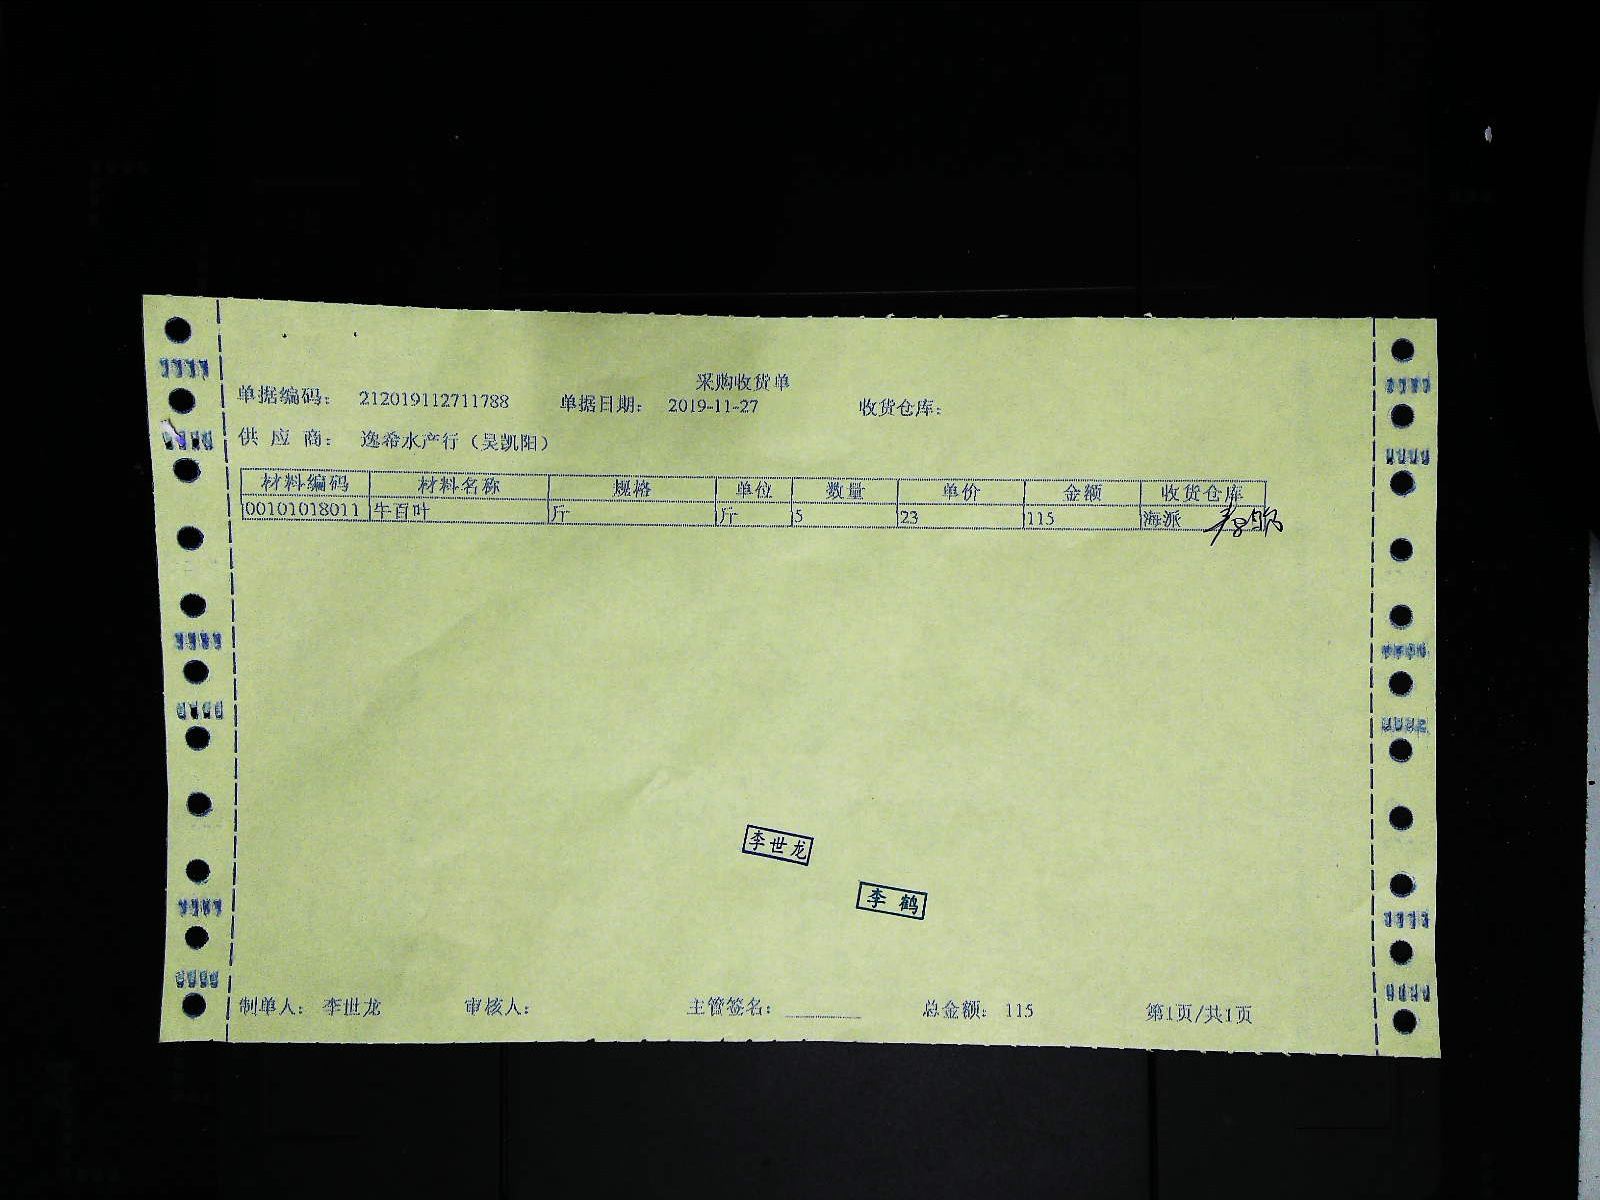 采购收货单
单据编码： 212019112711788 单据日期： 2019-11-27 收货仓库：
供 应 商： 逸希水产行（吴凯阳）
材料编码 材料名称 规格 单位 数量 单价 金额 收货仓库
00101018011 牛百叶 斤 斤 5 23 115 海派
李世龙
李鹤
制单人： 李世龙 审核人： 主管签名： 总金额： 115 第1页/共1页